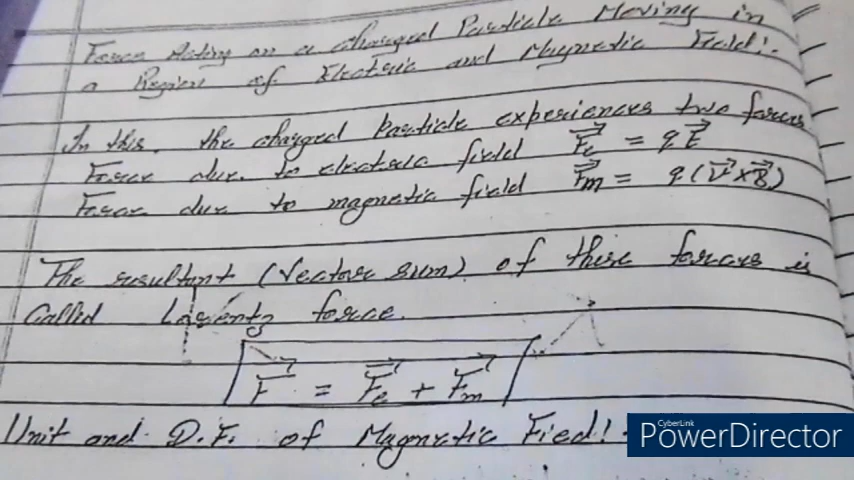 Force Acting on a charged Particle Moving in
a Region of Electric and Magnetic Field!-
In this, the charged Particle experiences two forces
Force due to electric field F⃗e = qE⃗
Force due to magnetic field F⃗m = q(V⃗×B⃗)
The resultant (Vector sum) of these forces is
Called Lorentz force.
F⃗ = F⃗e + F⃗m
Unit and D.F. of Magnetic Fied!-
CyberLink
PowerDirector